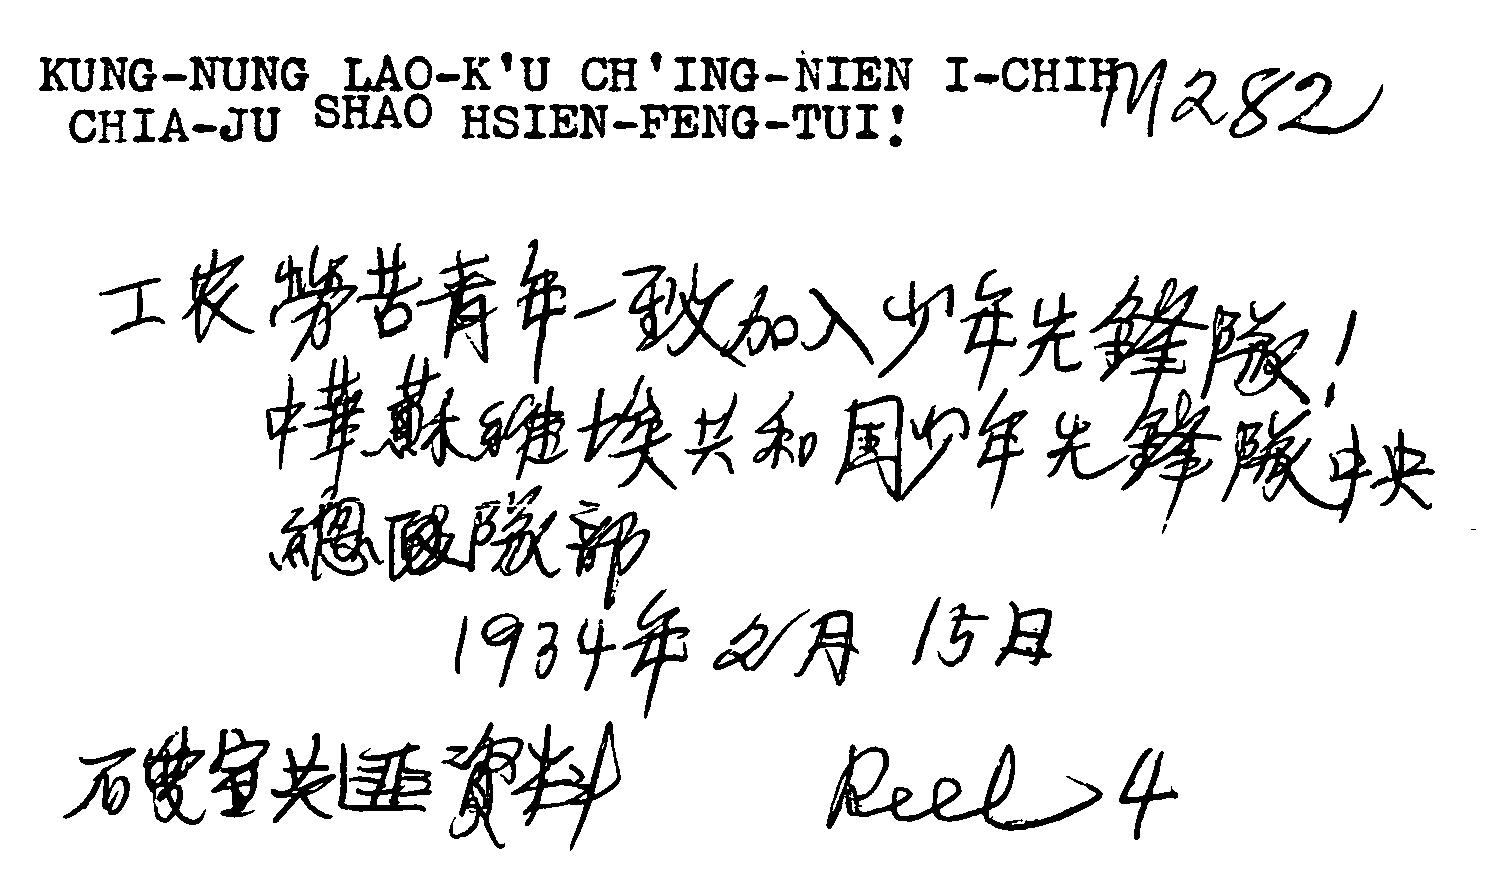 KUNG-NUNG LAO-K'U CH'ING-NIEN I-CHIH M282
CHIA-JU SHAO HSIEN-FENG-TUI!
工农劳苦青年一致加入少年先鋒隊!
中華蘇維埃共和国少年先鋒隊中央
總隊部
1934年2月15日
石叟室共匪資料 Reel 4